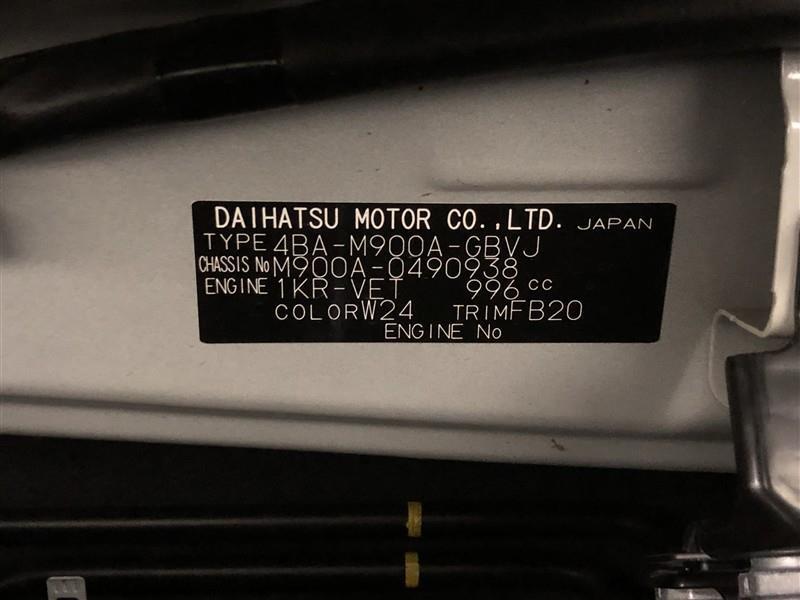 DAIHATSU MOTOR CO.,LTD. JAPAN
TYPE 4BA-M900A-GBVJ
CHASSIS No M900A-0490938
ENGINE 1KR-VET 996 CC
COLOR W24 TRIM FB20
ENGINE No